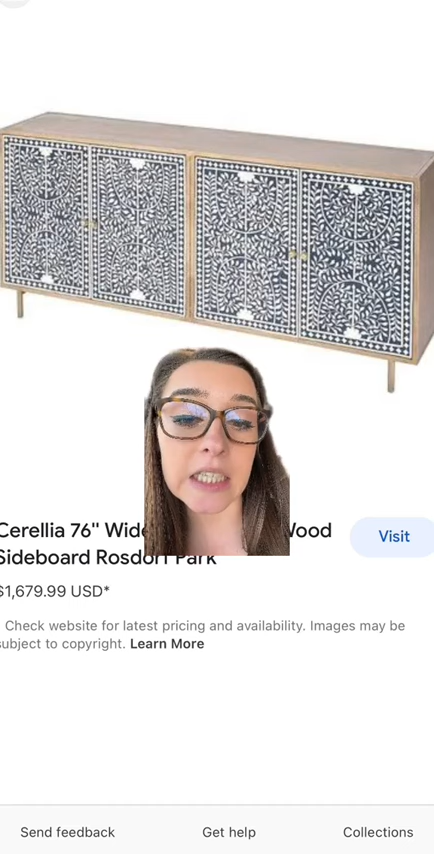 Cerellia 76" Wide Wood
Sideboard Rosdorf Park
Visit
$1,679.99 USD*
Check website for latest pricing and availability. Images may be
subject to copyright. Learn More
Send feedback
Get help
Collections